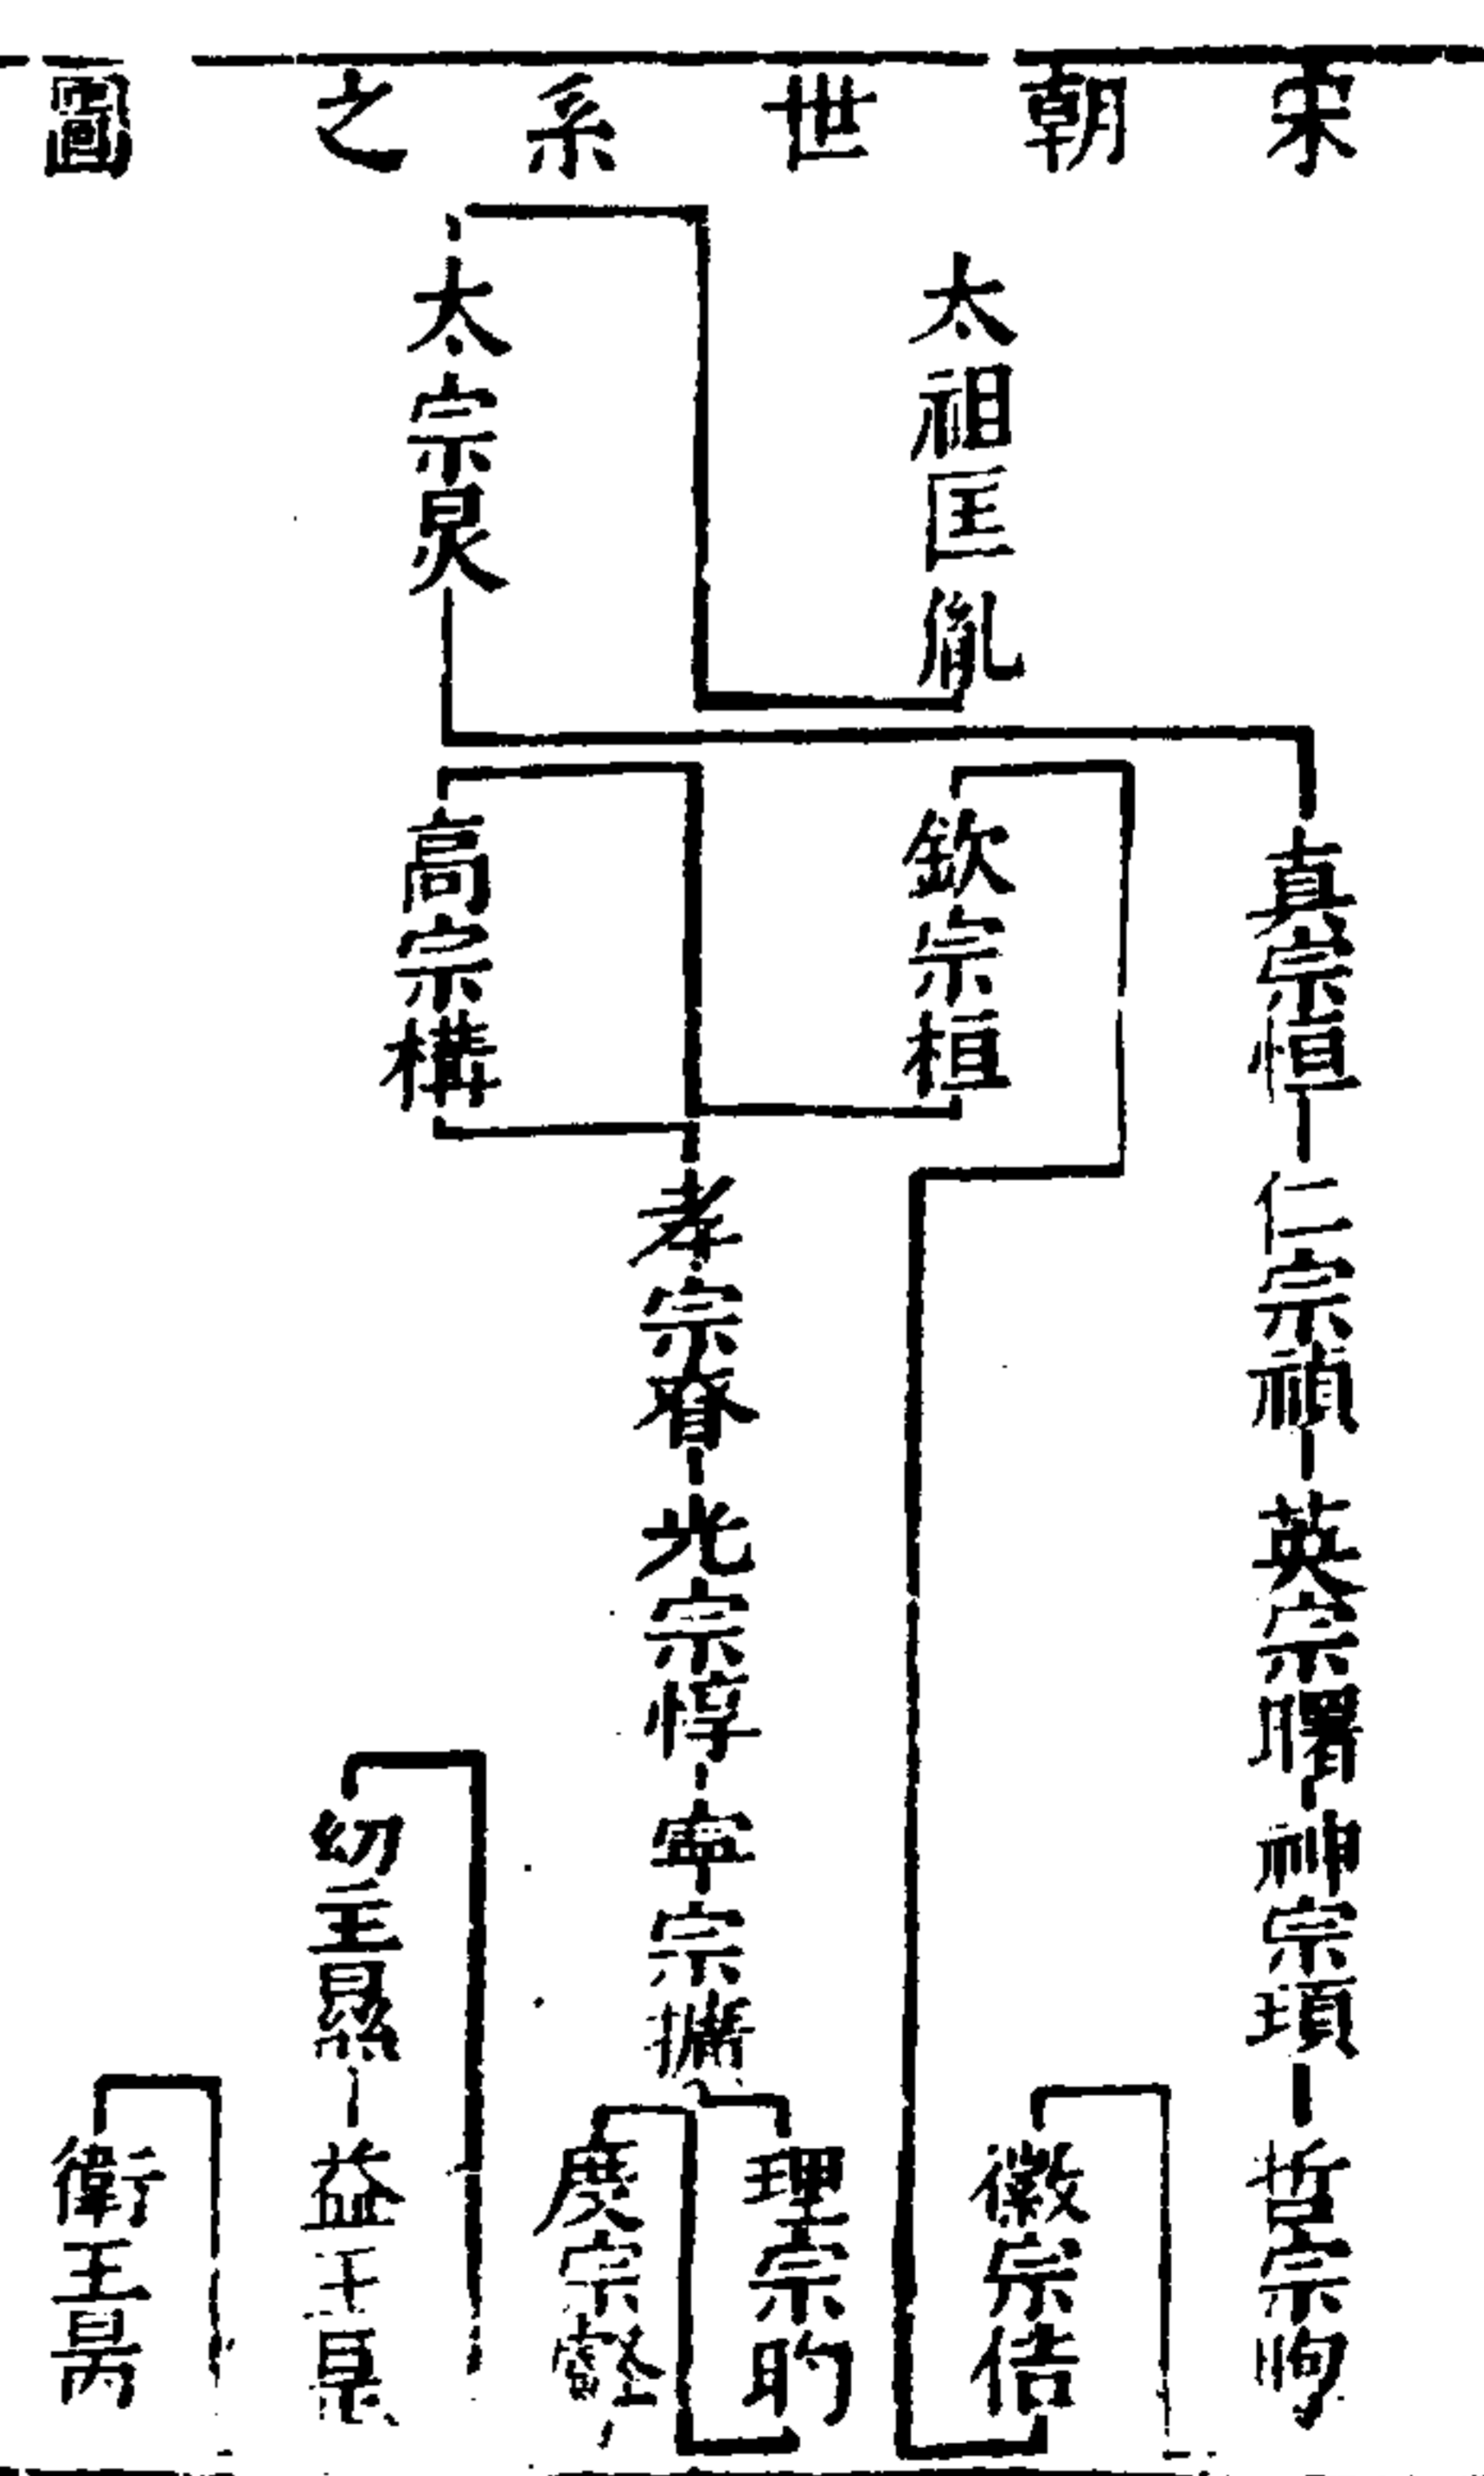 宋朝世系之圖
太祖匡胤
太宗炅
真宗恒
仁宗禎
英宗曙
神宗頊
哲宗煦
徽宗佶
欽宗桓
高宗構
孝宗眘
光宗惇
寧宗擴
理宗昀
度宗
幼主㬎
益王昰
衛王昺